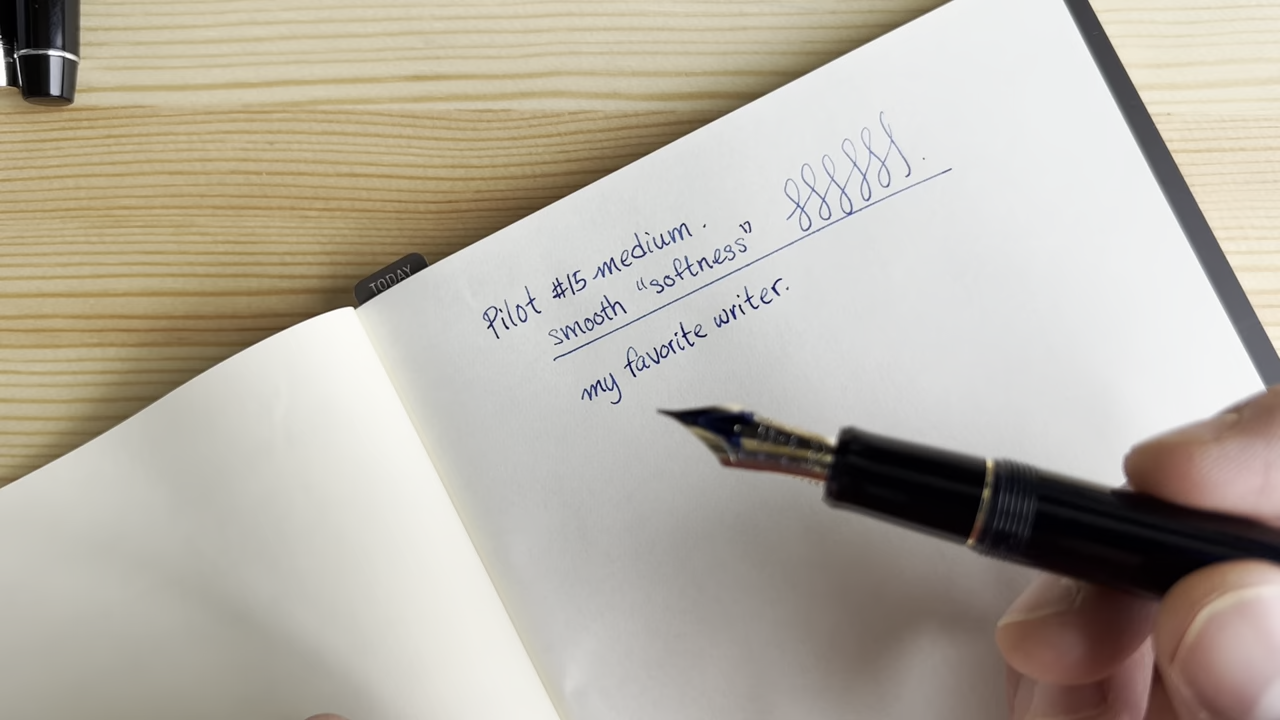 TODAY
Pilot #15 medium.
smooth "softness"
my favorite writer.